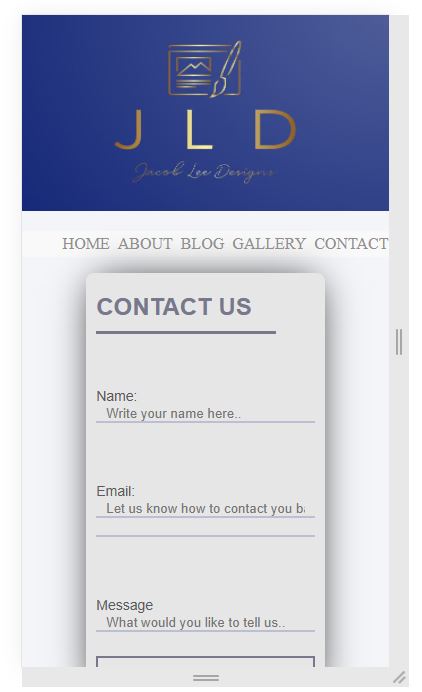 J L D
Jacob Lee Designs
HOME ABOUT BLOG GALLERY CONTACT
CONTACT US
Name:
Write your name here..
Email:
Let us know how to contact you ba
Message
What would you like to tell us..